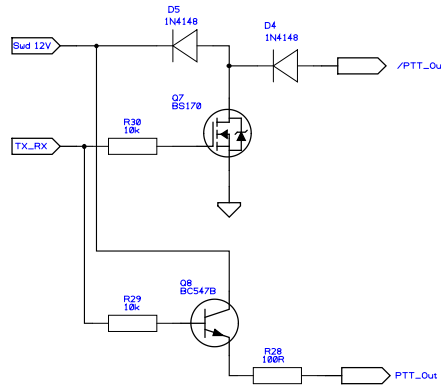 D5
1N4148
D4
1N4148
Swd 12V
/PTT_Ou
Q7
BS170
R30
10k
TX_RX
Q8
BC547B
R29
10k
R28
100R
PTT_Out